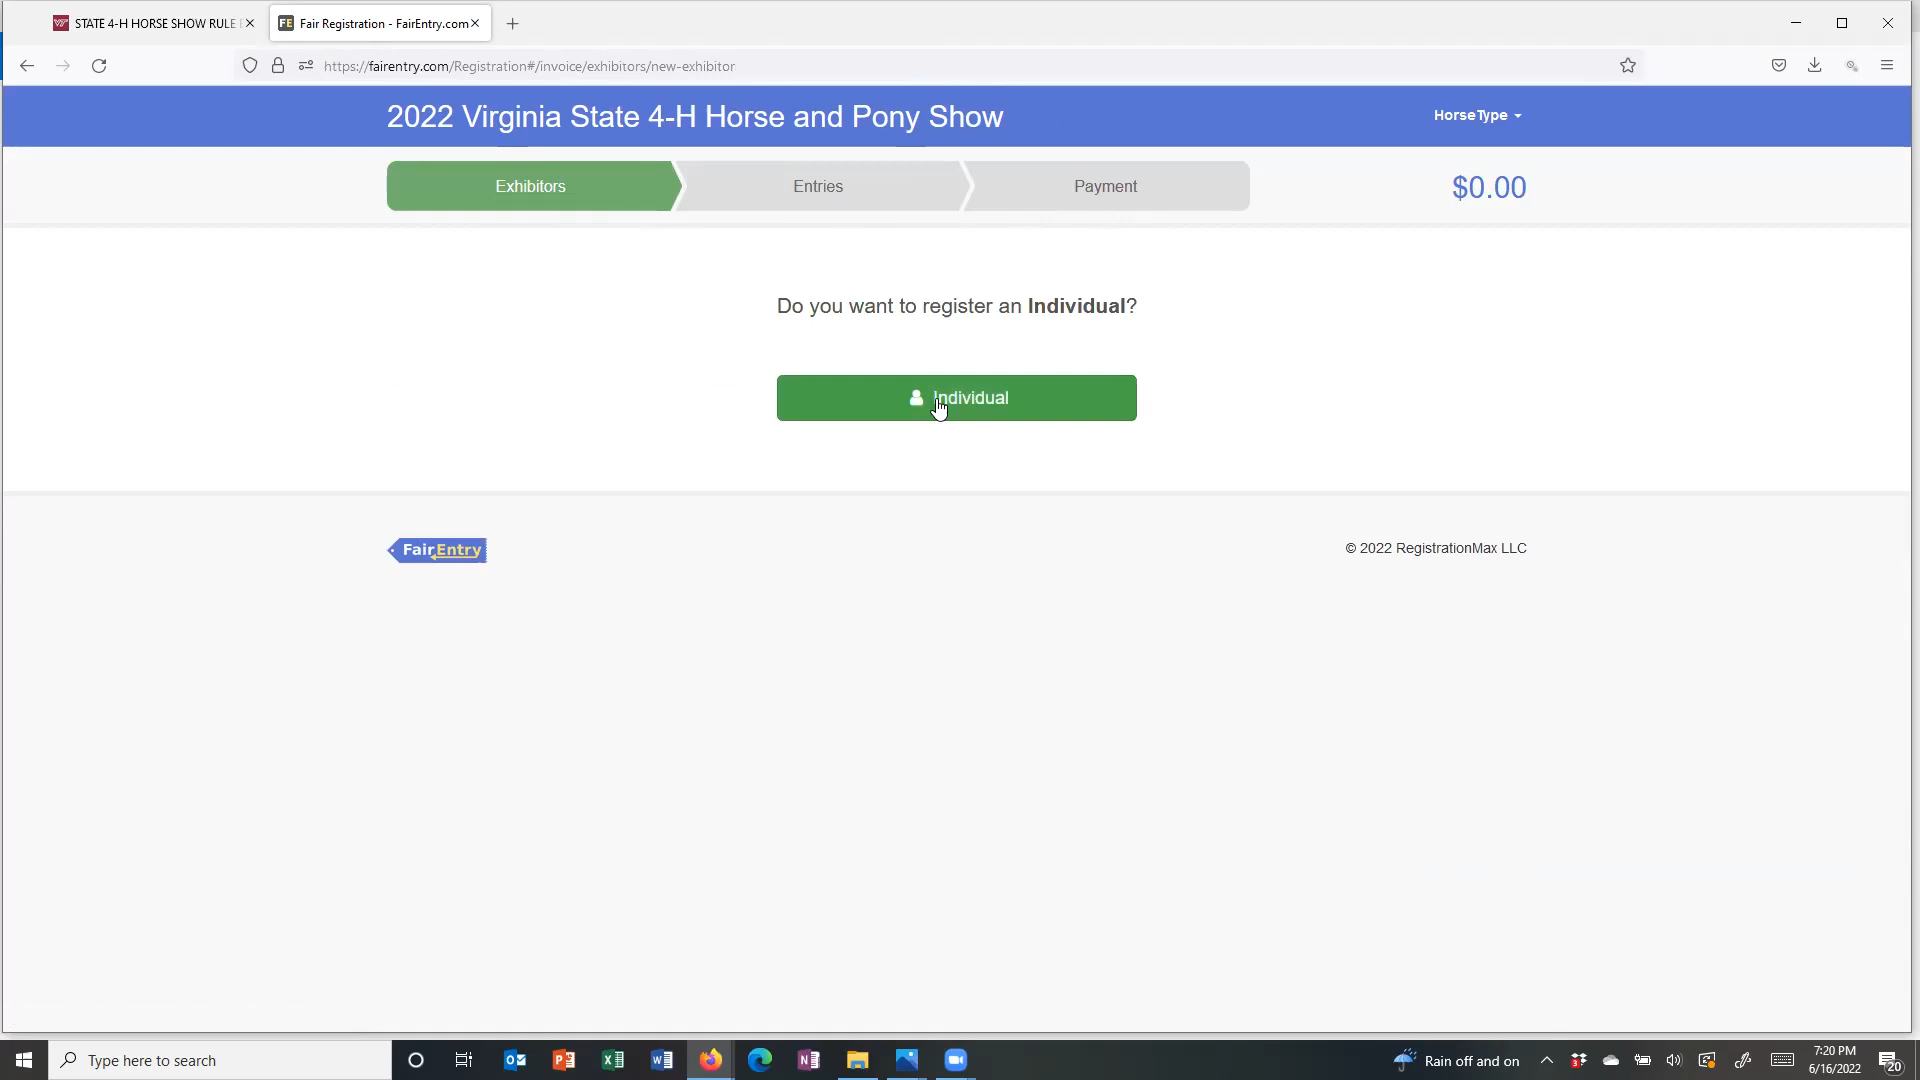 STATE 4-H HORSE SHOW RULE
Fair Registration - FairEntry.com
https://fairentry.com/Registration#/invoice/exhibitors/new-exhibitor
2022 Virginia State 4-H Horse and Pony Show
HorseType
Exhibitors
Entries
Payment
$0.00
Do you want to register an Individual?
Individual
FairEntry
© 2022 RegistrationMax LLC
Type here to search
Rain off and on
7:20 PM
6/16/2022
20